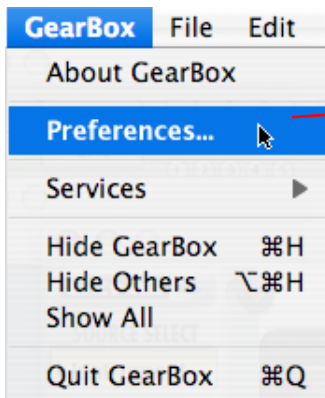 GearBox File Edit
About GearBox
Preferences...
Services
Hide GearBox ⌘H
Hide Others ⌥⌘H
Show All
Quit GearBox ⌘Q